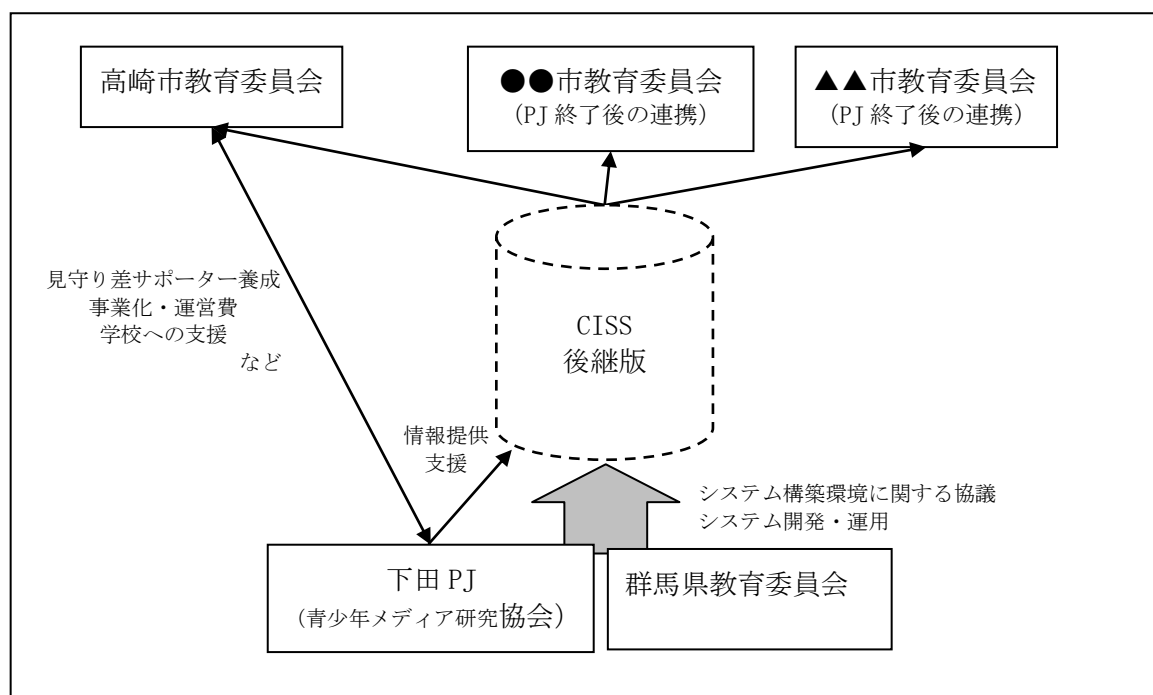 高崎市教育委員会
●●市教育委員会
（PJ 終了後の連携）
▲▲市教育委員会
（PJ 終了後の連携）
見守り差サポーター養成
事業化・運営費
学校への支援
など
CISS
後継版
情報提供
支援
システム構築環境に関する協議
システム開発・運用
下田 PJ
（青少年メディア研究協会）
群馬県教育委員会